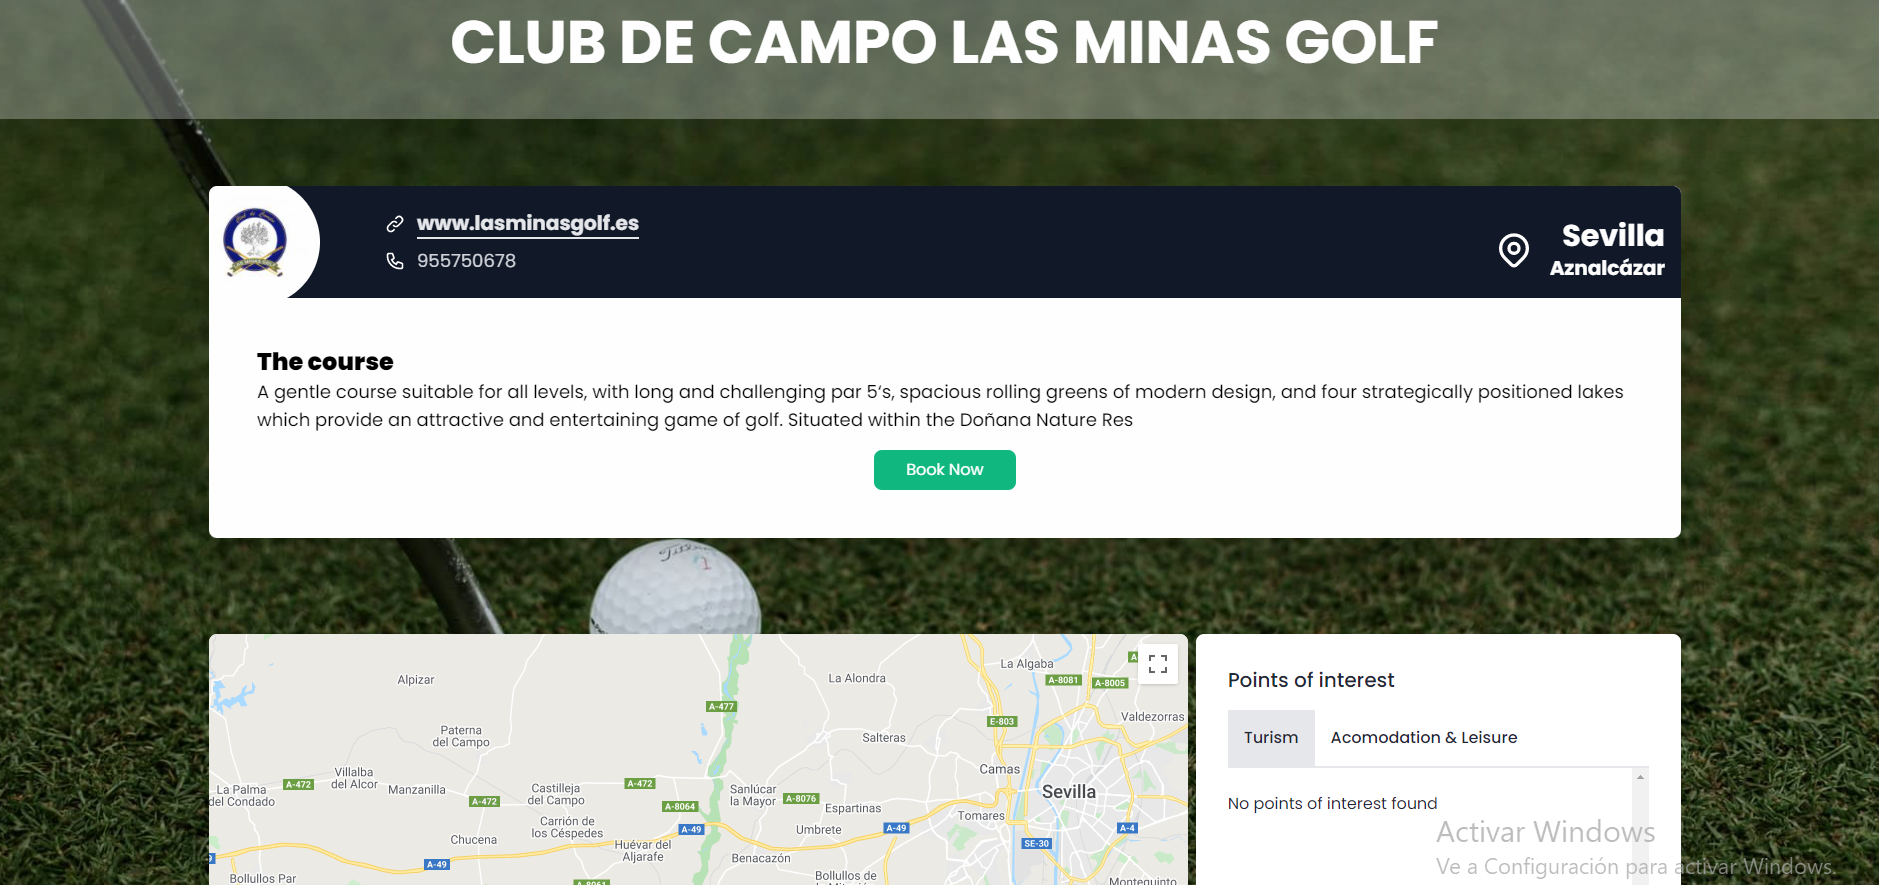 CLUB DE CAMPO LAS MINAS GOLF
www.lasminasgolf.es
955750678
Sevilla
Aznalcázar
The course
A gentle course suitable for all levels, with long and challenging par 5‘s, spacious rolling greens of modern design, and four strategically positioned lakes
which provide an attractive and entertaining game of golf. Situated within the Doñana Nature Res
Book Now
Alpizar
La Alondra
La Algaba
A-8081
A-8005
A-477
Valdezorras
E-803
Paterna
del Campo
Salteras
Villalba
del Alcor
Camas
La Palma
del Condado
A-472
Manzanilla
A-472
Castilleja
del Campo
A-472
A-8064
Sanlúcar
la Mayor
A-8076
Espartinas
Sevilla
Tomares
Carrión de
los Céspedes
Chucena
A-49
Umbrete
A-49
A-4
SE-30
Huévar del
Aljarafe
Benacazón
A-49
Bollullos Par
A-8061
Bollullos de
la Mitación
Montequinto
Points of interest
Turism
Acomodation & Leisure
No points of interest found
Activar Windows
Ve a Configuración para activar Windows.